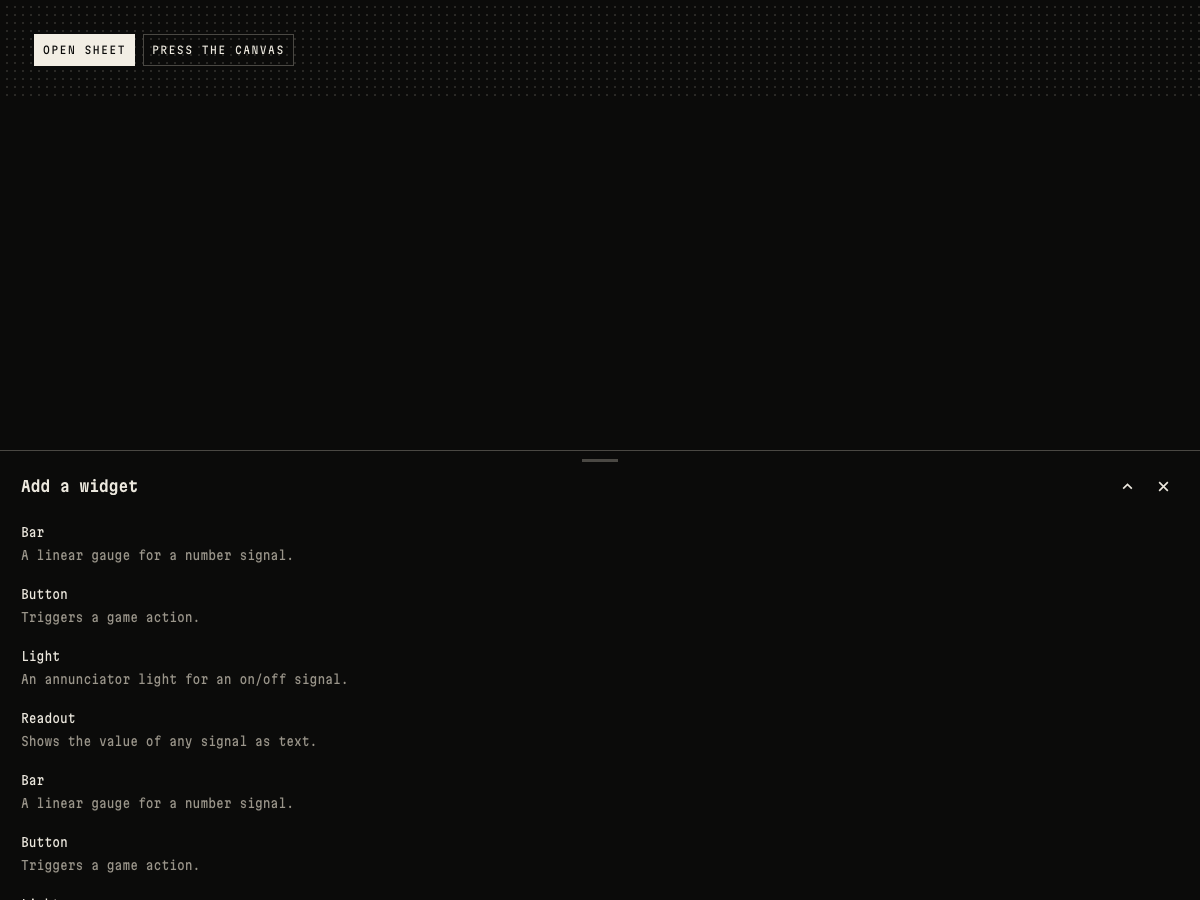 OPEN SHEET
PRESS THE CANVAS
Add a widget
Bar
A linear gauge for a number signal.
Button
Triggers a game action.
Light
An annunciator light for an on/off signal.
Readout
Shows the value of any signal as text.
Bar
A linear gauge for a number signal.
Button
Triggers a game action.